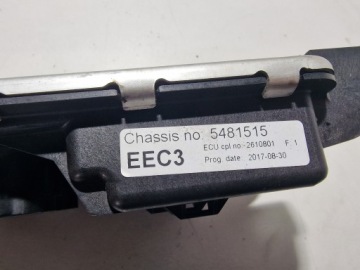 Chassis no. 5481515
ECU cpl no.-2610801 F. 1
EEC3 Prog. date 2017-08-30